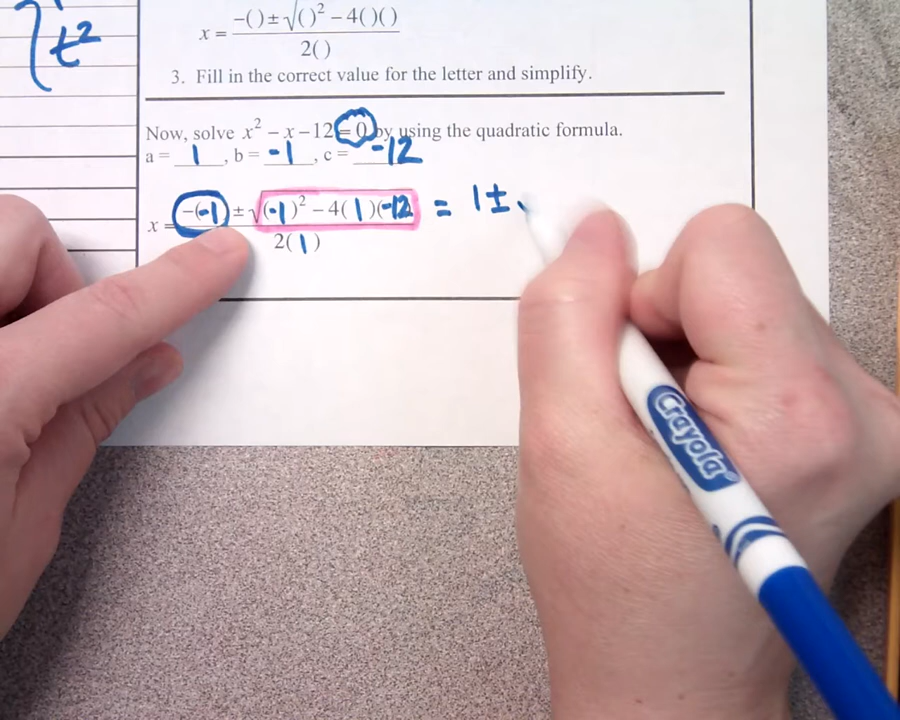 t²
x = −( ) ± √( )² − 4( )( )
2( )
3. Fill in the correct value for the letter and simplify.
Now, solve x² − x − 12 = 0 by using the quadratic formula.
a = 1, b = -1, c = -12
x = −(-1) ± √(-1)² − 4(1)(-12 = 1 ±
2(1)
Crayola